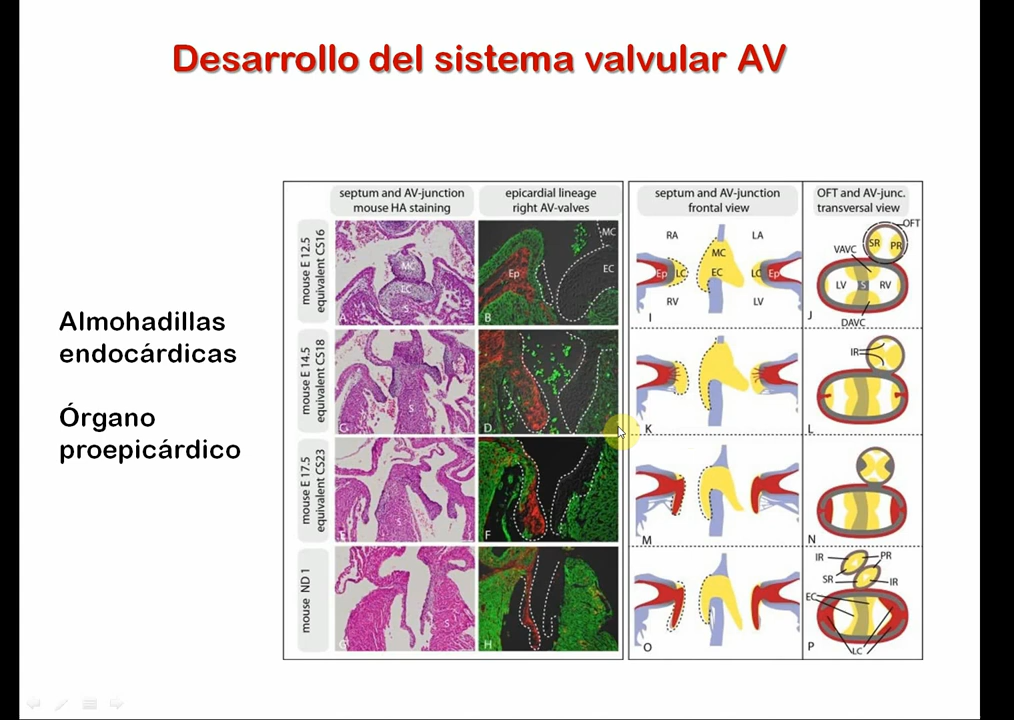 Desarrollo del sistema valvular AV
Almohadillas
endocárdicas
Órgano
proepicárdico
septum and AV-junction
mouse HA staining
epicardial lineage
right AV-valves
septum and AV-junction
frontal view
OFT and AV-junc.
transversal view
mouse E 12.5
equivalent CS16
MC
EC
Ep
MC
EC
B
RA
LA
MC
Ep
LC
EC
LC
Ep
RV
LV
I
OFT
SR
PR
VAVC
LV
S
RV
DAVC
J
mouse E 14.5
equivalent CS18
S
C
D
K
IR
L
mouse E 17.5
equivalent CS23
S
E
F
M
N
mouse ND 1
S
G
H
O
IR
PR
SR
IR
EC
LC
P